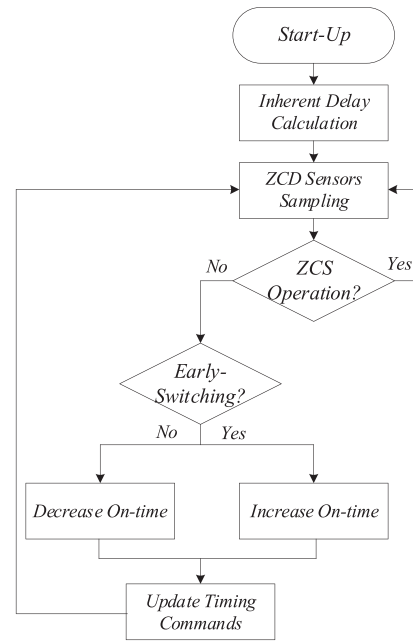 Start-Up
Inherent Delay
Calculation
ZCD Sensors
Sampling
No
ZCS
Operation?
Yes
Early-
Switching?
No
Yes
Decrease On-time
Increase On-time
Update Timing
Commands